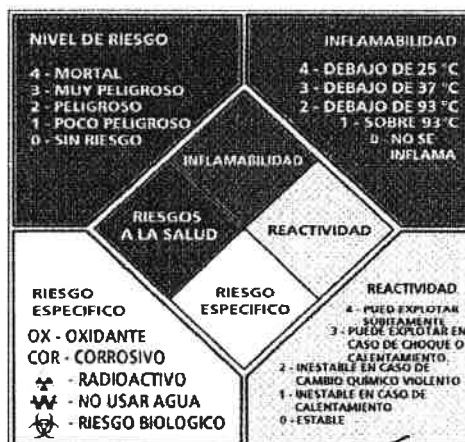 NIVEL DE RIESGO
4 - MORTAL
3 - MUY PELIGROSO
2 - PELIGROSO
1 - POCO PELIGROSO
0 - SIN RIESGO
INFLAMABILIDAD
4 - DEBAJO DE 25 °C
3 - DEBAJO DE 37 °C
2 - DEBAJO DE 93 °C
1 - SOBRE 93°C
0 - NO SE
INFLAMA
INFLAMABILIDAD
RIESGOS
A LA SALUD
REACTIVIDAD
RIESGO
ESPECIFICO
RIESGO
ESPECIFICO
OX - OXIDANTE
COR - CORROSIVO
- RADIOACTIVO
W - NO USAR AGUA
- RIESGO BIOLOGICO
REACTIVIDAD
4 - PUED EXPLOTAR
SUBITAMENTE
3 - PUEDE EXPLOTAR EN
CASO DE CHOQUE O
CALENTAMIENTO.
2 - INESTABLE EN CASO DE
CAMBIO QUÍMICO VIOLENTO
1 - INESTABLE EN CASO DE
CALENTAMIENTO
0 - ESTABLE